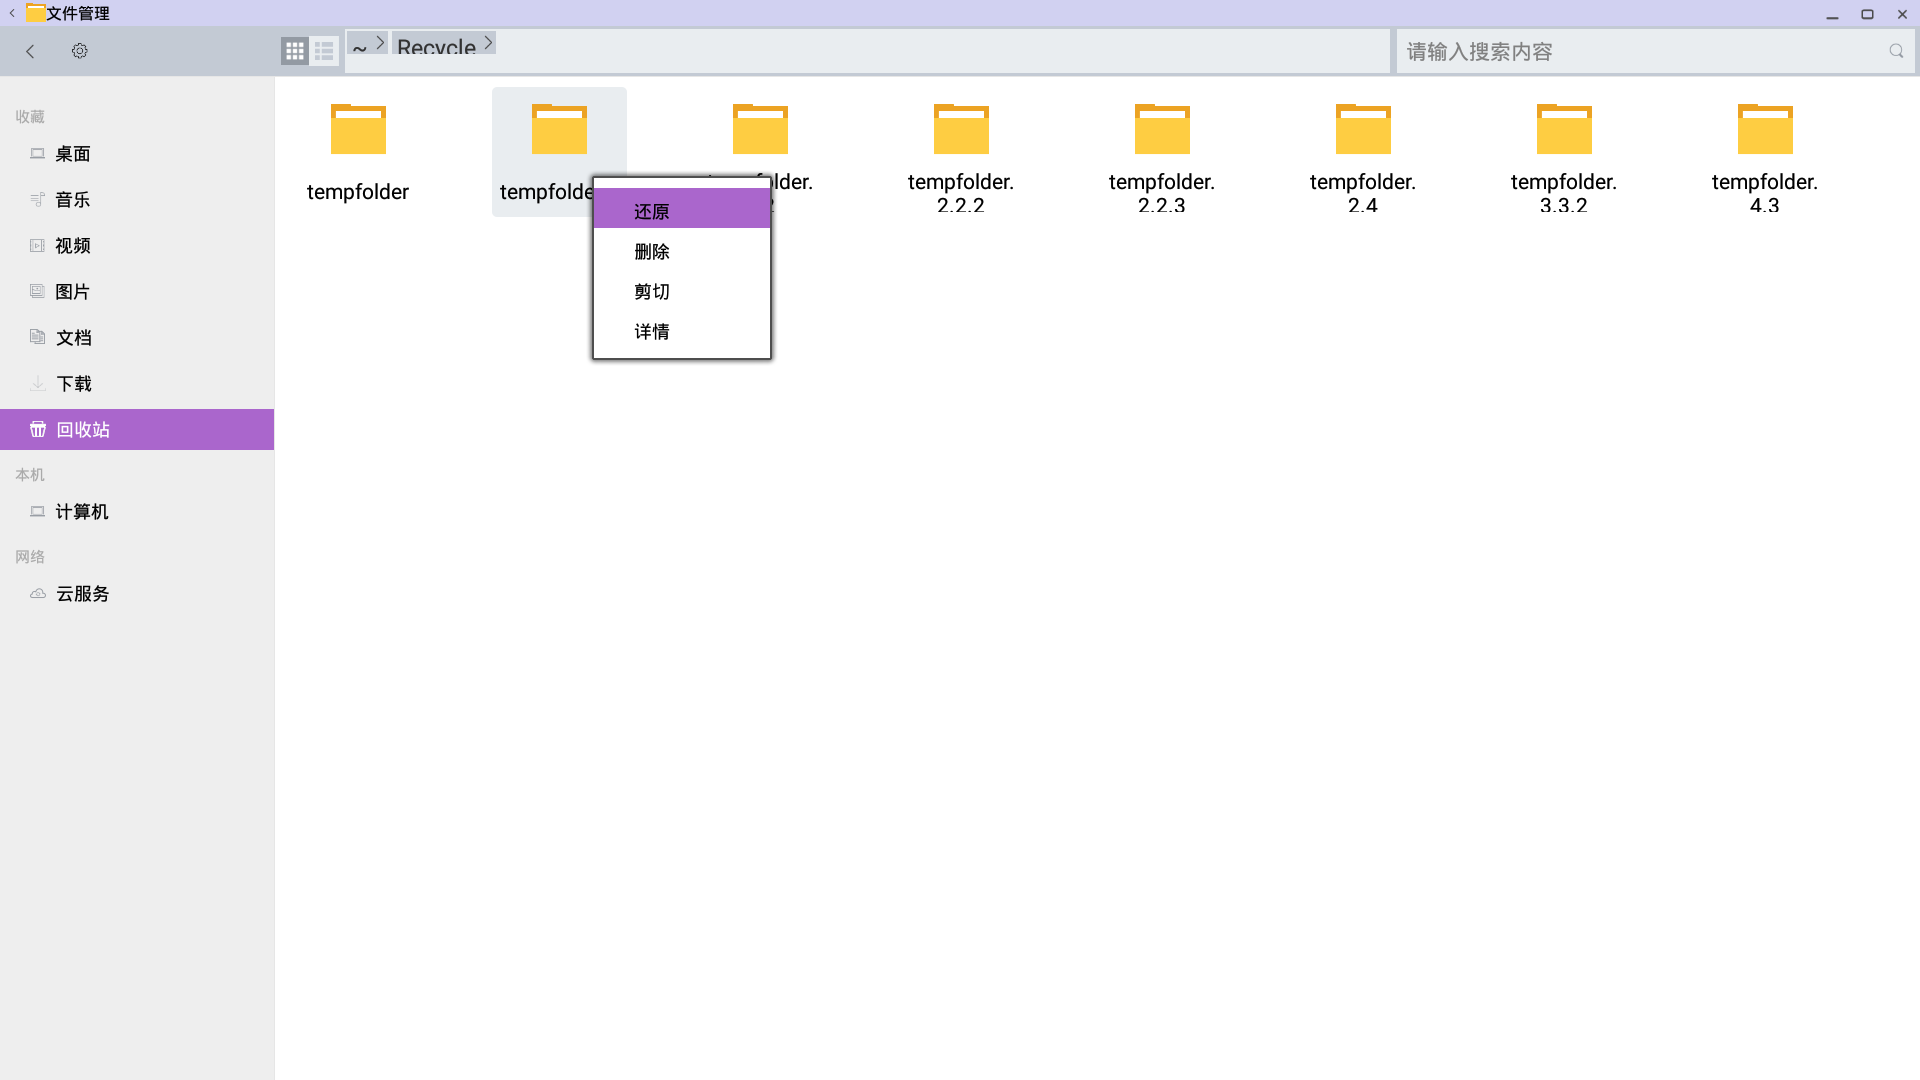 文件管理
~
Recycle
请输入搜索内容
收藏
桌面
音乐
视频
图片
文档
下载
回收站
本机
计算机
网络
云服务
tempfolder
tempfolde
lder.
2
tempfolder.
2.2.2
tempfolder.
2.2.3
tempfolder.
2.4
tempfolder.
3.3.2
tempfolder.
4.3
还原
删除
剪切
详情